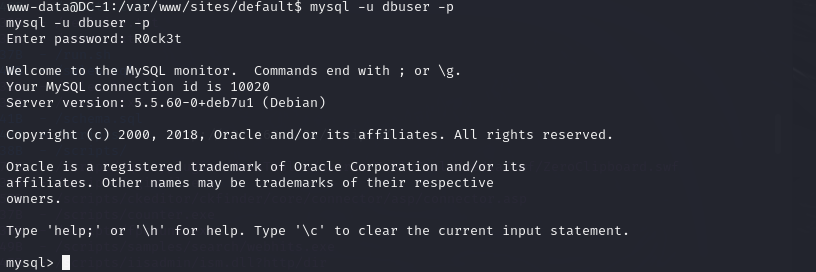 www-data@DC-1:/var/www/sites/default$ mysql -u dbuser -p
mysql -u dbuser -p
Enter password: R0ck3t
Welcome to the MySQL monitor.  Commands end with ; or \g.
Your MySQL connection id is 10020
Server version: 5.5.60-0+deb7u1 (Debian)
Copyright (c) 2000, 2018, Oracle and/or its affiliates. All rights reserved.
Oracle is a registered trademark of Oracle Corporation and/or its
affiliates. Other names may be trademarks of their respective
owners.
Type 'help;' or '\h' for help. Type '\c' to clear the current input statement.
mysql>